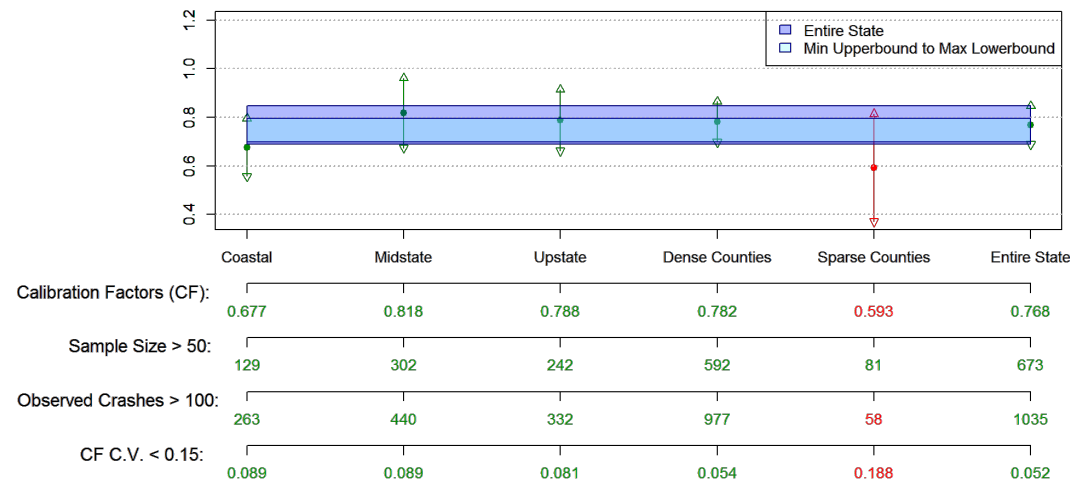 1.2
1.0
0.8
0.6
0.4
Entire State
Min Upperbound to Max Lowerbound
Coastal Midstate Upstate Dense Counties Sparse Counties Entire State
Calibration Factors (CF):
0.677 0.818 0.788 0.782 0.593 0.768
Sample Size > 50:
129 302 242 592 81 673
Observed Crashes > 100:
263 440 332 977 58 1035
CF C.V. < 0.15:
0.089 0.089 0.081 0.054 0.188 0.052